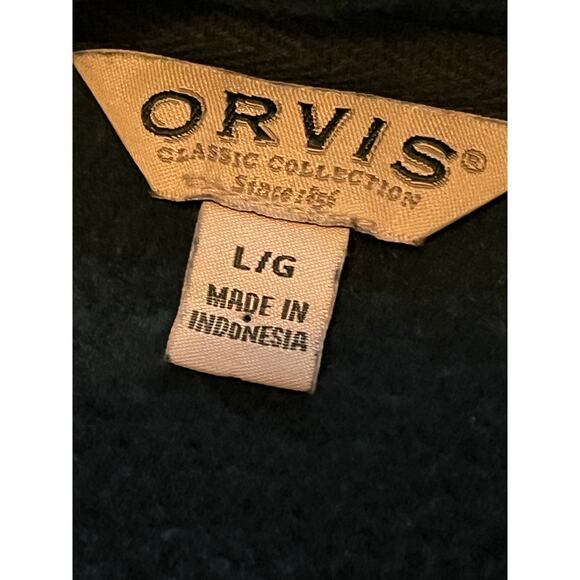 ORVIS®
CLASSIC COLLECTION
L/G
MADE IN
INDONESIA